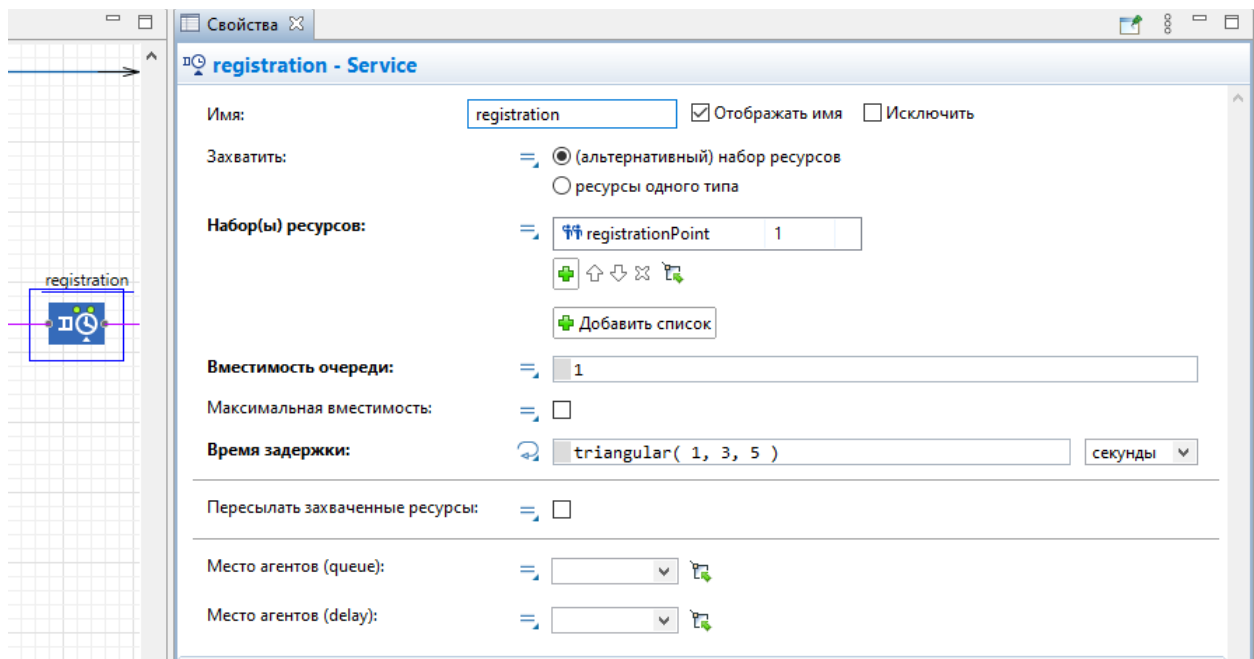 Свойства
registration - Service
Имя: registration Отображать имя Исключить
Захватить: (альтернативный) набор ресурсов
ресурсы одного типа
Набор(ы) ресурсов: registrationPoint 1
registration
Добавить список
Вместимость очереди: 1
Максимальная вместимость:
Время задержки: triangular( 1, 3, 5 ) секунды
Пересылать захваченные ресурсы:
Место агентов (queue):
Место агентов (delay):